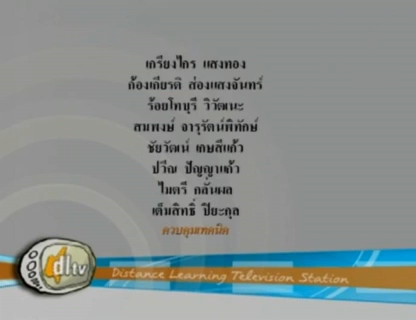 เกรียงไกร แสงทอง
ก้องเกียรติ ส่องแสงจันทร์
ร้อยโทบุรี วิวัฒนะ
สมพงษ์ จารุรัตน์พิทักษ์
ชัยวัฒน์ เกษสีแก้ว
ปวีณ ปัญญาแก้ว
ไมตรี กลั่นผล
เต็มสิทธิ์ ปิยะกุล
ควบคุมเทคนิค
dltv
Distance Learning Television Station